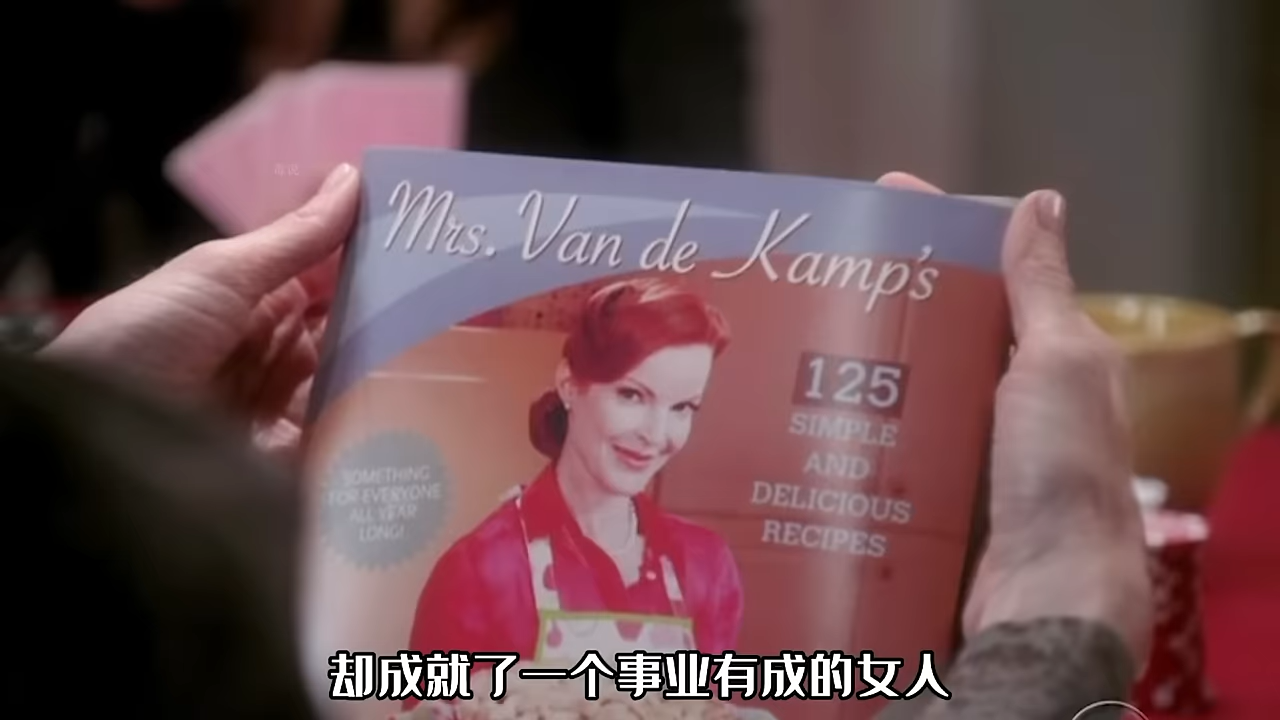 Mrs. Van de Kamp's
125
SIMPLE
AND
DELICIOUS
RECIPES
SOMETHING
FOR EVERYONE
ALL YEAR
LONG!
却成就了一个事业有成的女人